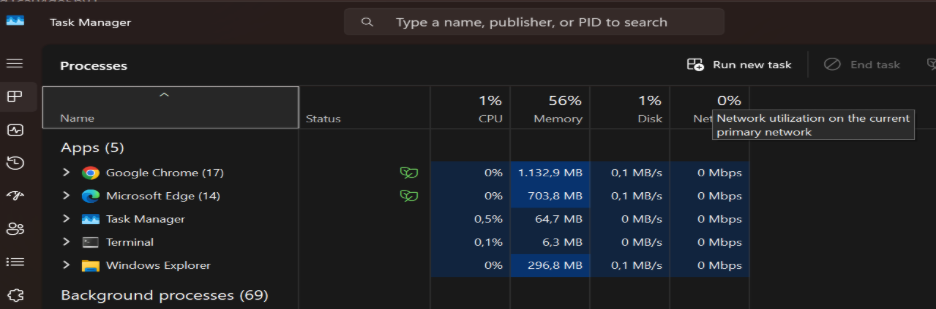 Task Manager
Type a name, publisher, or PID to search
Processes
Run new task
End task
1% 56% 1% 0%
Name Status CPU Memory Disk
Network utilization on the current
primary network
Apps (5)
Google Chrome (17) 0% 1.132,9 MB 0,1 MB/s 0 Mbps
Microsoft Edge (14) 0% 703,8 MB 0,1 MB/s 0 Mbps
Task Manager 0,5% 64,7 MB 0 MB/s 0 Mbps
Terminal 0,1% 6,3 MB 0 MB/s 0 Mbps
Windows Explorer 0% 296,8 MB 0,1 MB/s 0 Mbps
Background processes (69)